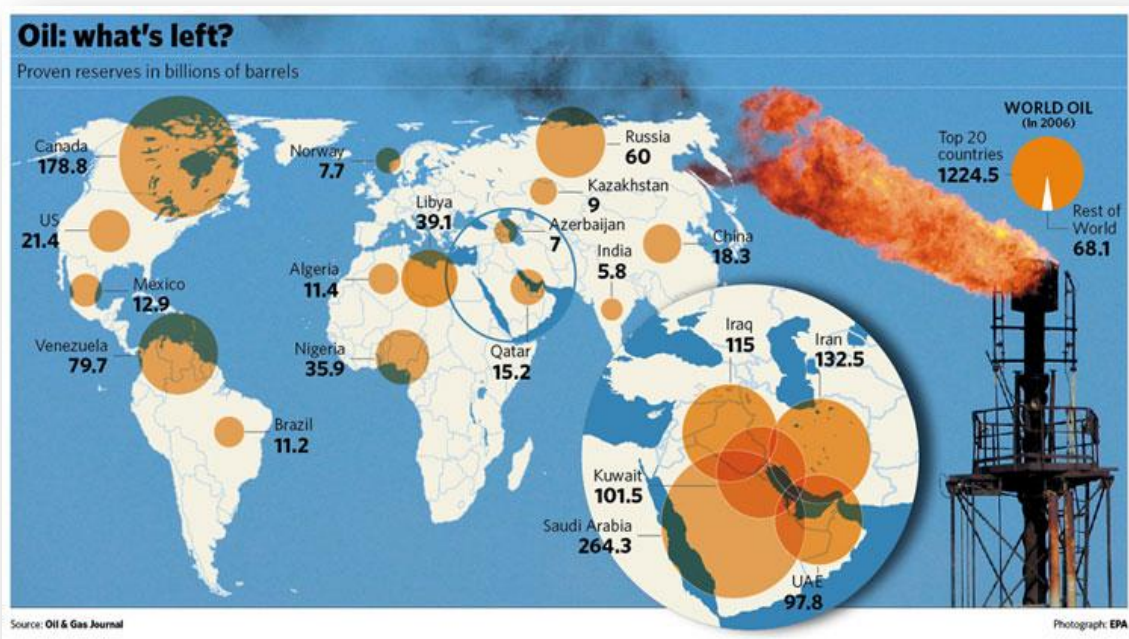 Oil: what's left?
Proven reserves in billions of barrels
Canada
178.8
US
21.4
Mexico
12.9
Venezuela
79.7
Brazil
11.2
Norway
7.7
Libya
39.1
Algeria
11.4
Nigeria
35.9
Russia
60
Kazakhstan
9
Azerbaijan
7
India
5.8
China
18.3
Qatar
15.2
Iraq
115
Iran
132.5
Kuwait
101.5
Saudi Arabia
264.3
UAE
97.8
WORLD OIL
(In 2006)
Top 20
countries
1224.5
Rest of
World
68.1
Source: Oil & Gas Journal
Photograph: EPA